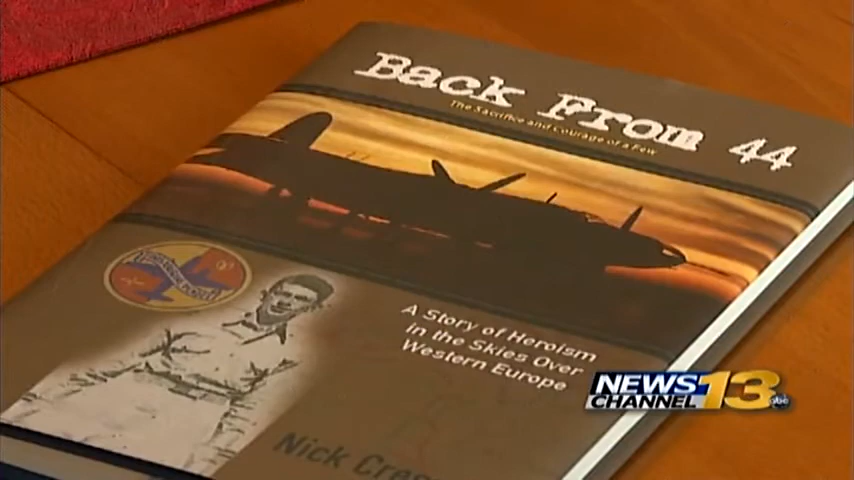 Back From 44
The Sacrifice and Courage of a Few
A Story of Heroism
in the Skies Over
Western Europe
Nick
NEWS
CHANNEL 13 abc